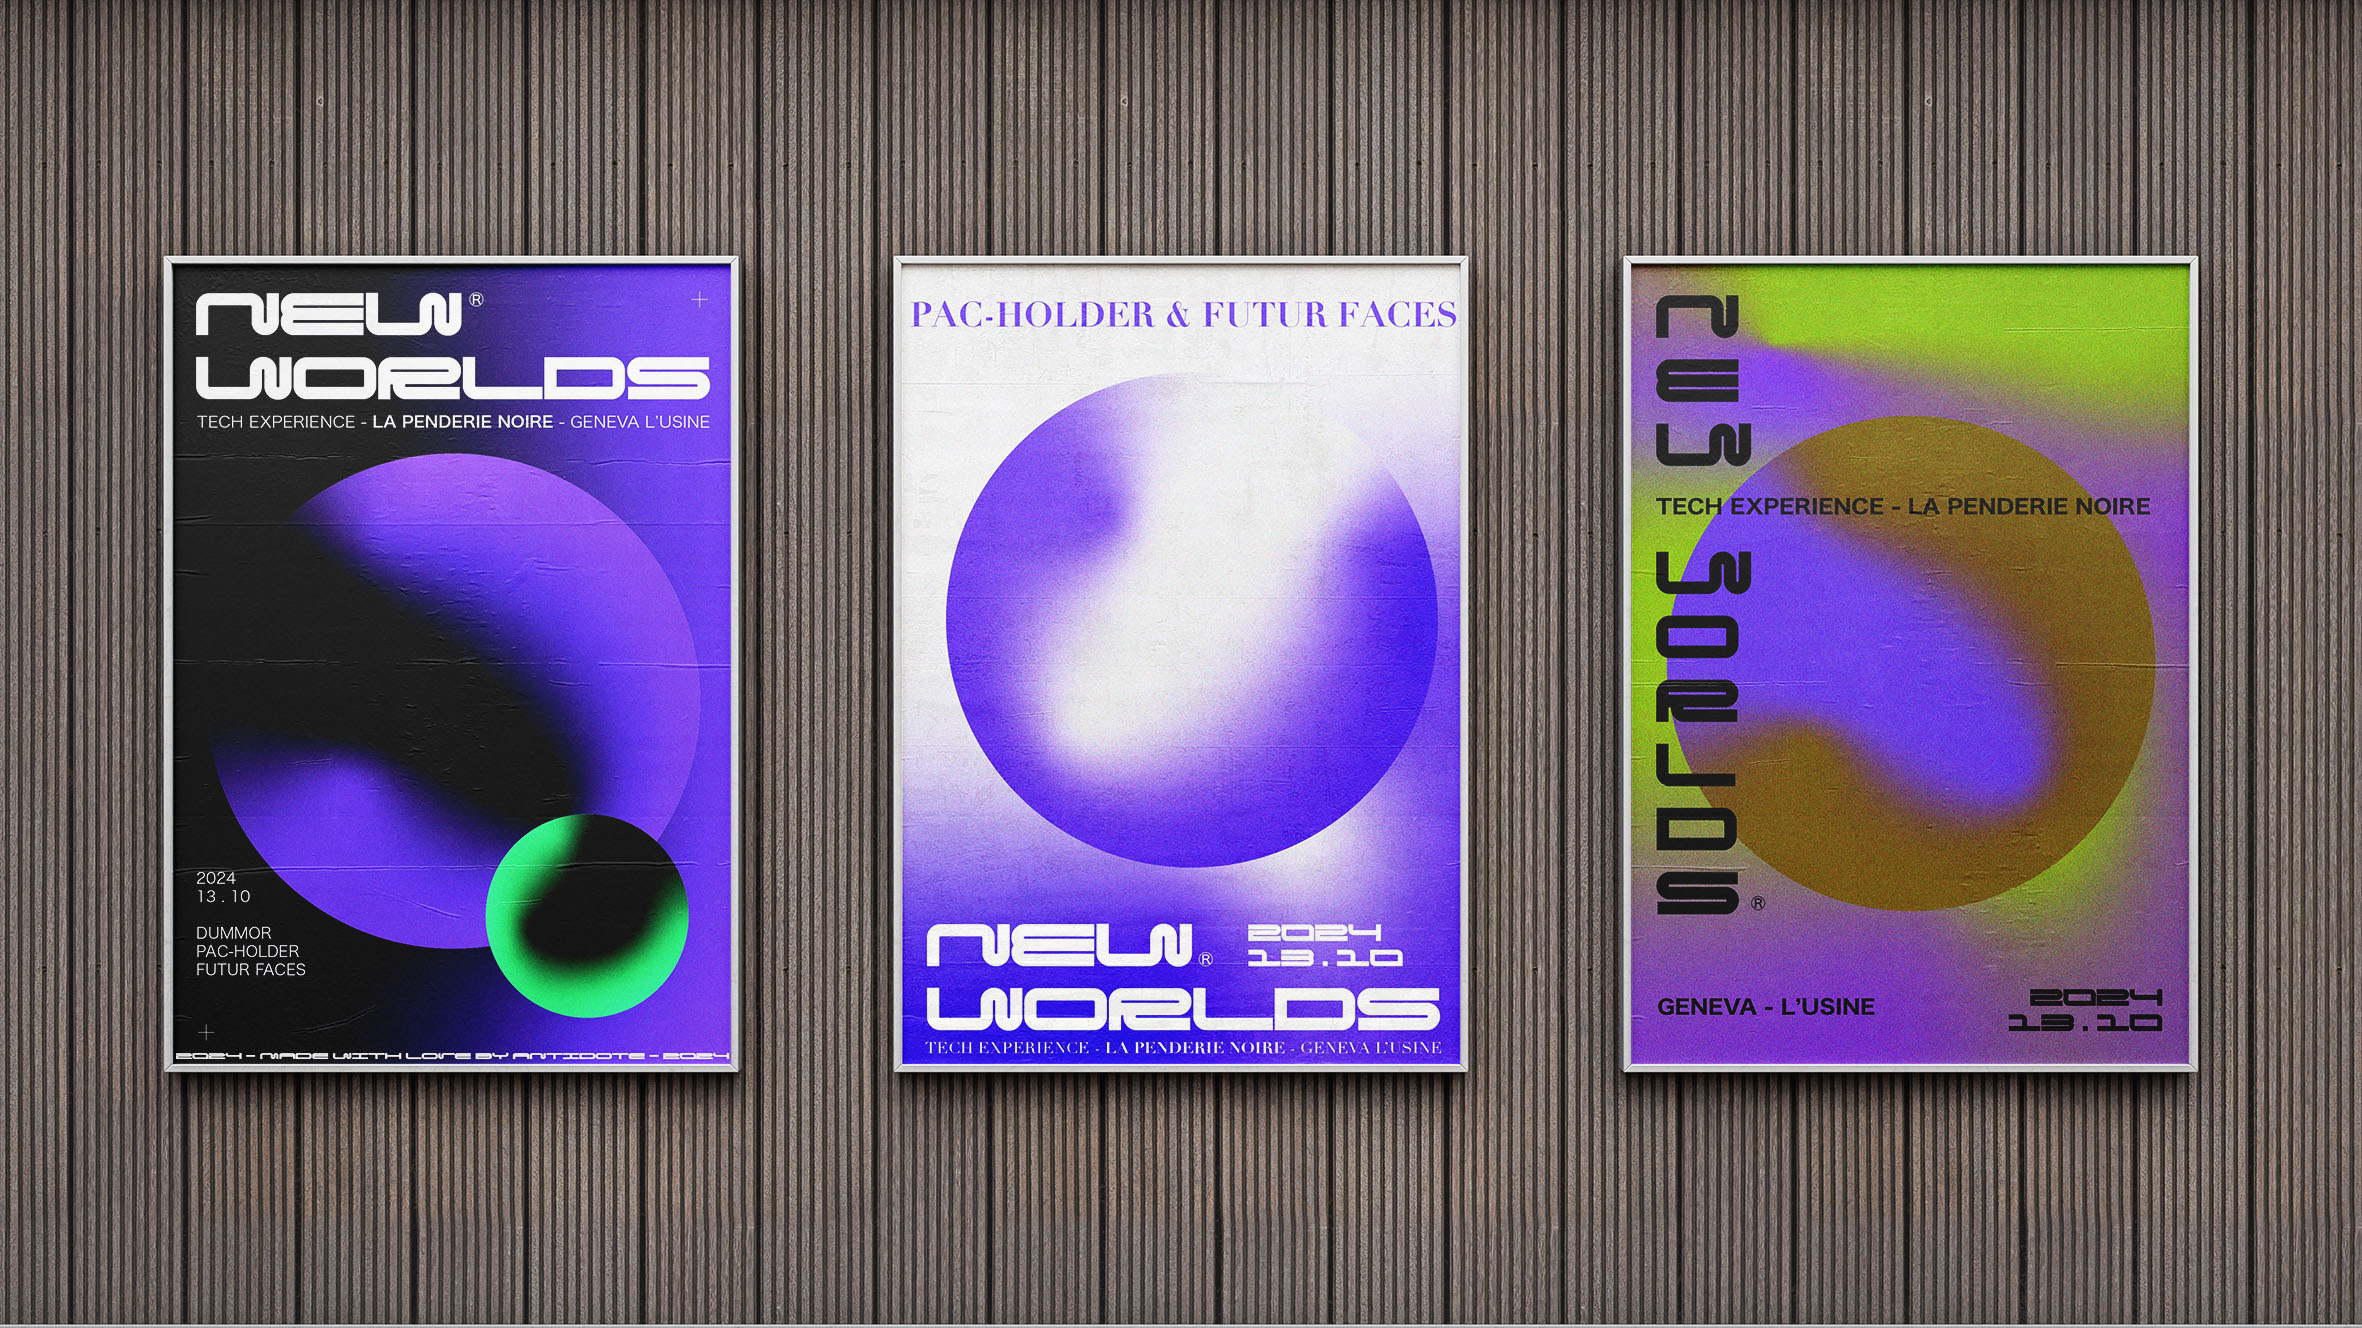 NEW®
WORLDS
TECH EXPERIENCE - LA PENDERIE NOIRE - GENEVA L'USINE
2024
13 . 10
DUMMOR
PAC-HOLDER
FUTUR FACES
2024 - MADE WITH LOVE BY ANTIDOTE - 2024
PAC-HOLDER & FUTUR FACES
NEW® 2024
13.10
WORLDS
TECH EXPERIENCE - LA PENDERIE NOIRE - GENEVA L'USINE
NEW
TECH EXPERIENCE - LA PENDERIE NOIRE
WORLDS®
GENEVA - L'USINE
2024
13.10